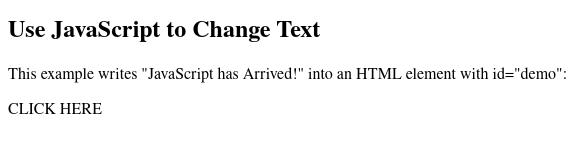 Use JavaScript to Change Text
This example writes "JavaScript has Arrived!" into an HTML element with id="demo":
CLICK HERE